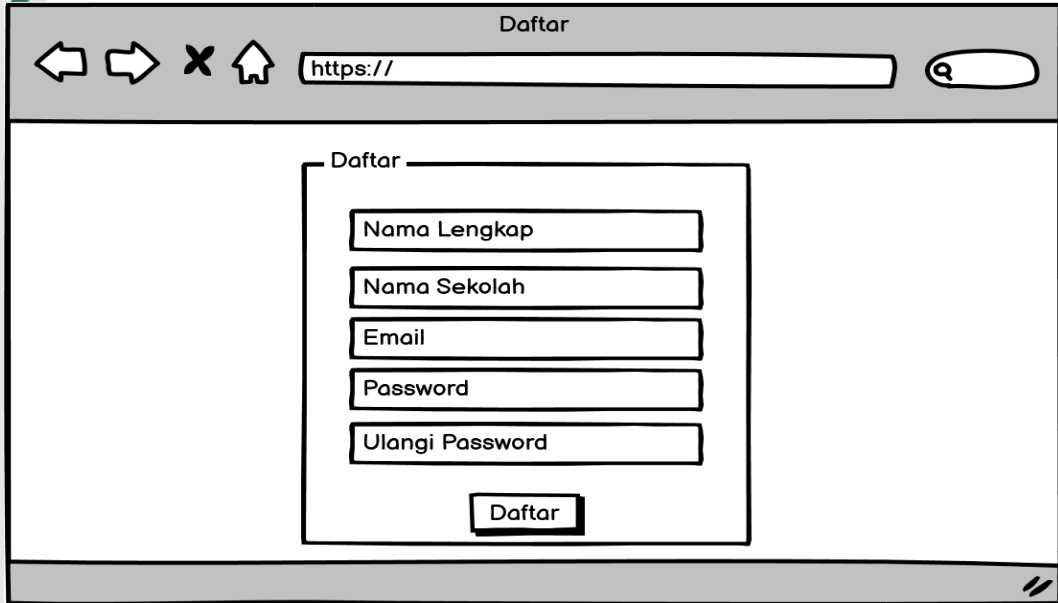 Daftar
https://
Daftar
Nama Lengkap
Nama Sekolah
Email
Password
Ulangi Password
Daftar